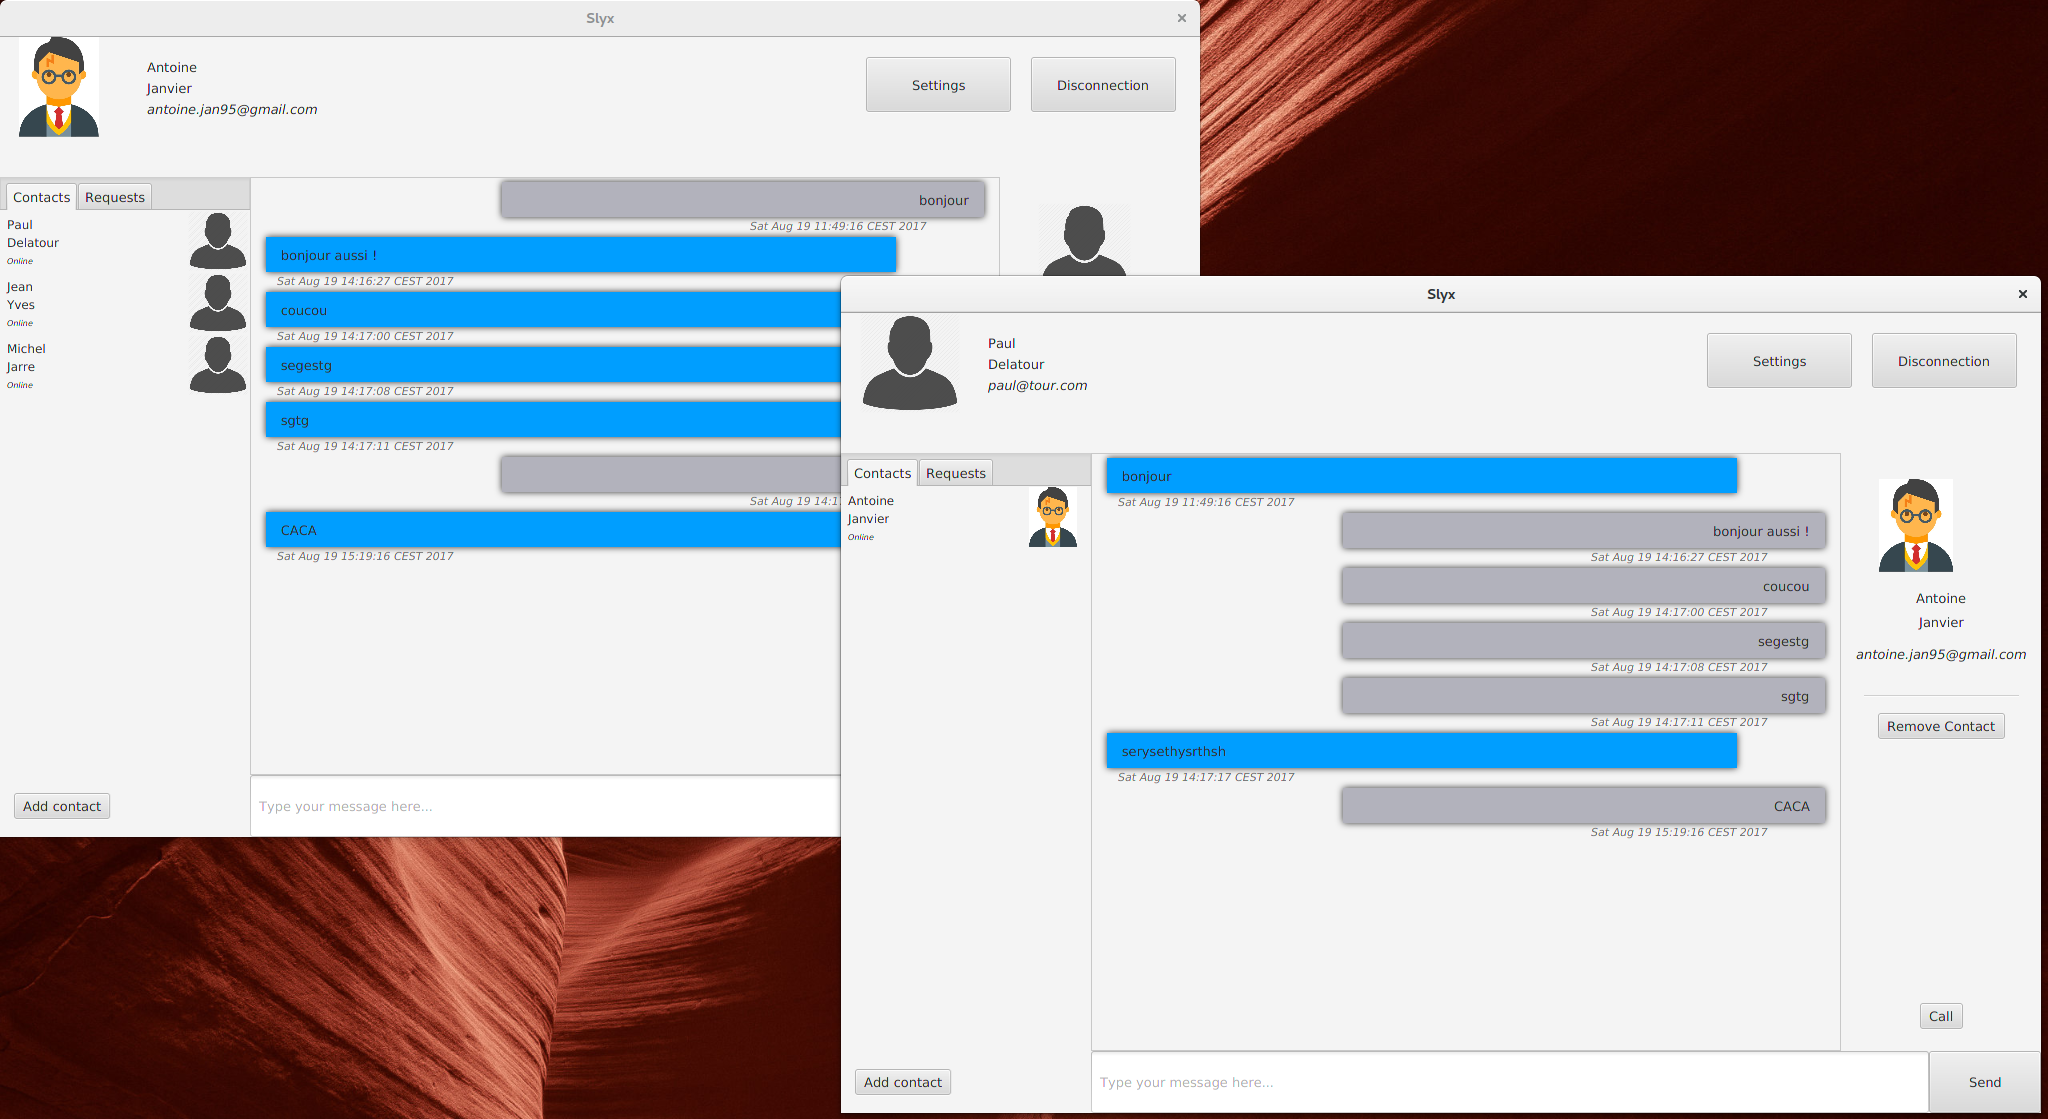 Slyx
Antoine
Janvier
antoine.jan95@gmail.com
Settings
Disconnection
Contacts
Requests
Paul
Delatour
Online
Jean
Yves
Online
Michel
Jarre
Online
Add contact
bonjour
Sat Aug 19 11:49:16 CEST 2017
bonjour aussi !
Sat Aug 19 14:16:27 CEST 2017
coucou
Sat Aug 19 14:17:00 CEST 2017
segestg
Sat Aug 19 14:17:08 CEST 2017
sgtg
Sat Aug 19 14:17:11 CEST 2017
Sat Aug 19 14:1
CACA
Sat Aug 19 15:19:16 CEST 2017
Type your message here...
Slyx
Paul
Delatour
paul@tour.com
Settings
Disconnection
Contacts
Requests
Antoine
Janvier
Online
Add contact
bonjour
Sat Aug 19 11:49:16 CEST 2017
bonjour aussi !
Sat Aug 19 14:16:27 CEST 2017
coucou
Sat Aug 19 14:17:00 CEST 2017
segestg
Sat Aug 19 14:17:08 CEST 2017
sgtg
Sat Aug 19 14:17:11 CEST 2017
serysethysrthsh
Sat Aug 19 14:17:17 CEST 2017
CACA
Sat Aug 19 15:19:16 CEST 2017
Type your message here...
Send
Antoine
Janvier
antoine.jan95@gmail.com
Remove Contact
Call